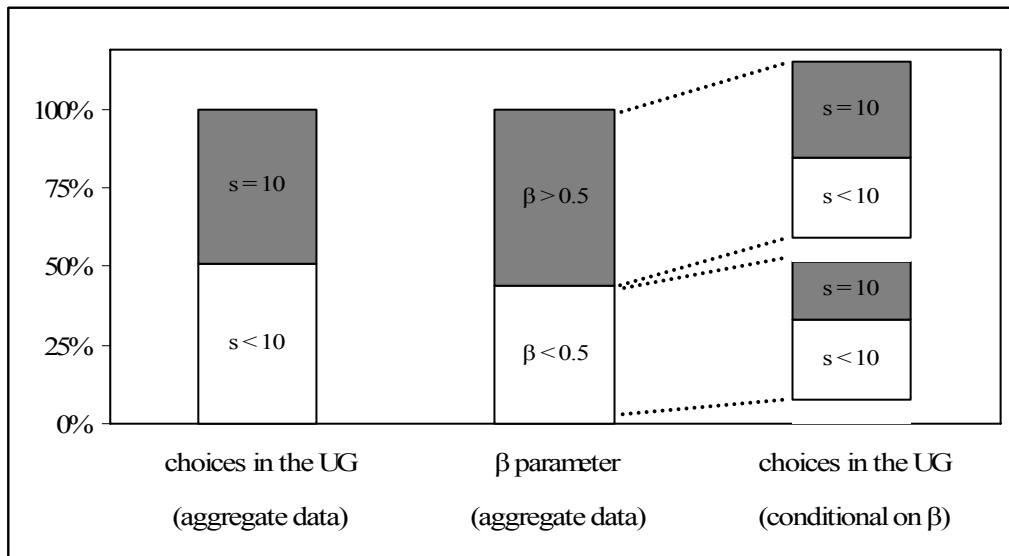 100%
75%
50%
25%
0%
s = 10
s < 10
β > 0.5
β < 0.5
s = 10
s < 10
s = 10
s < 10
choices in the UG
(aggregate data)
β parameter
(aggregate data)
choices in the UG
(conditional on β)